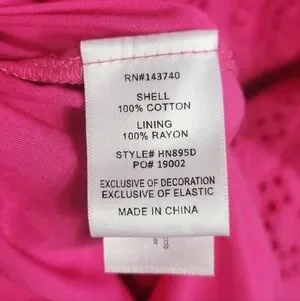 RN#143740
SHELL
100% COTTON
LINING
100% RAYON
STYLE# HN895D
PO# 19002
EXCLUSIVE OF DECORATION
EXCLUSIVE OF ELASTIC
MADE IN CHINA